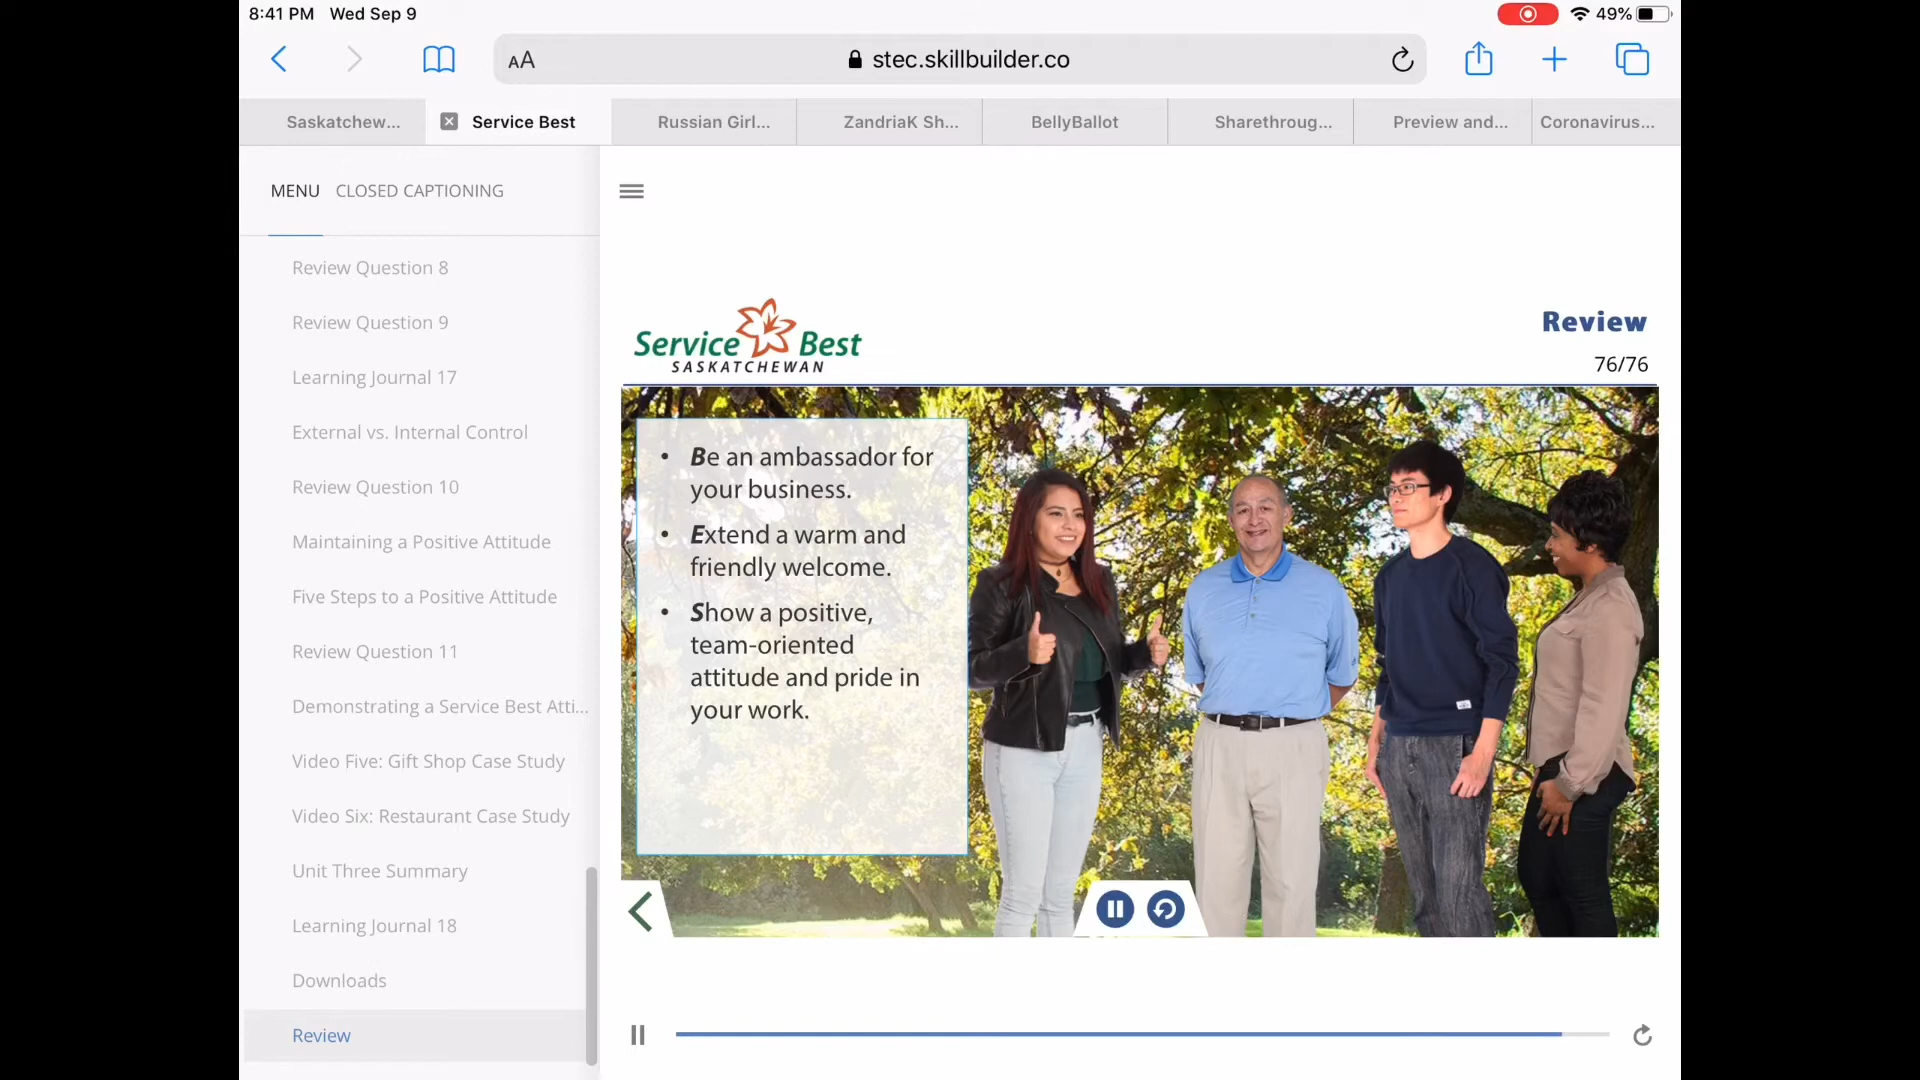 8:41 PM Wed Sep 9
49%
AA
stec.skillbuilder.co
Saskatchew...
Service Best
Russian Girl...
ZandriaK Sh...
BellyBallot
Sharethroug...
Preview and...
Coronavirus...
MENU CLOSED CAPTIONING
Review Question 8
Review Question 9
Learning Journal 17
External vs. Internal Control
Review Question 10
Maintaining a Positive Attitude
Five Steps to a Positive Attitude
Review Question 11
Demonstrating a Service Best Atti...
Video Five: Gift Shop Case Study
Video Six: Restaurant Case Study
Unit Three Summary
Learning Journal 18
Downloads
Review
Service Best
SASKATCHEWAN
Review
76/76
• Be an ambassador for
your business.
• Extend a warm and
friendly welcome.
• Show a positive,
team-oriented
attitude and pride in
your work.